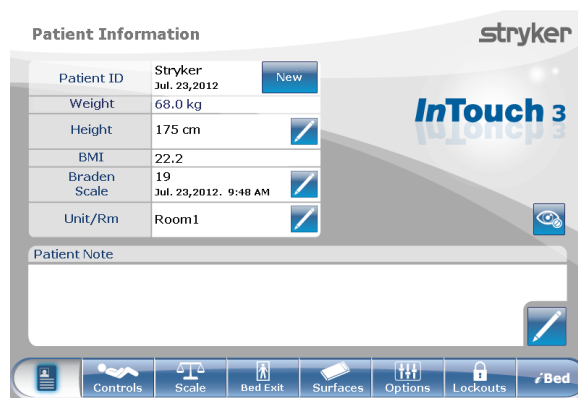 Patient Information
stryker
Patient ID
Stryker
Jul. 23,2012
New
Weight
68.0 kg
Height
175 cm
InTouch 3
BMI
22.2
Braden
Scale
19
Jul. 23,2012. 9:48 AM
Unit/Rm
Room1
Patient Note
Controls
Scale
Bed Exit
Surfaces
Options
Lockouts
iBed